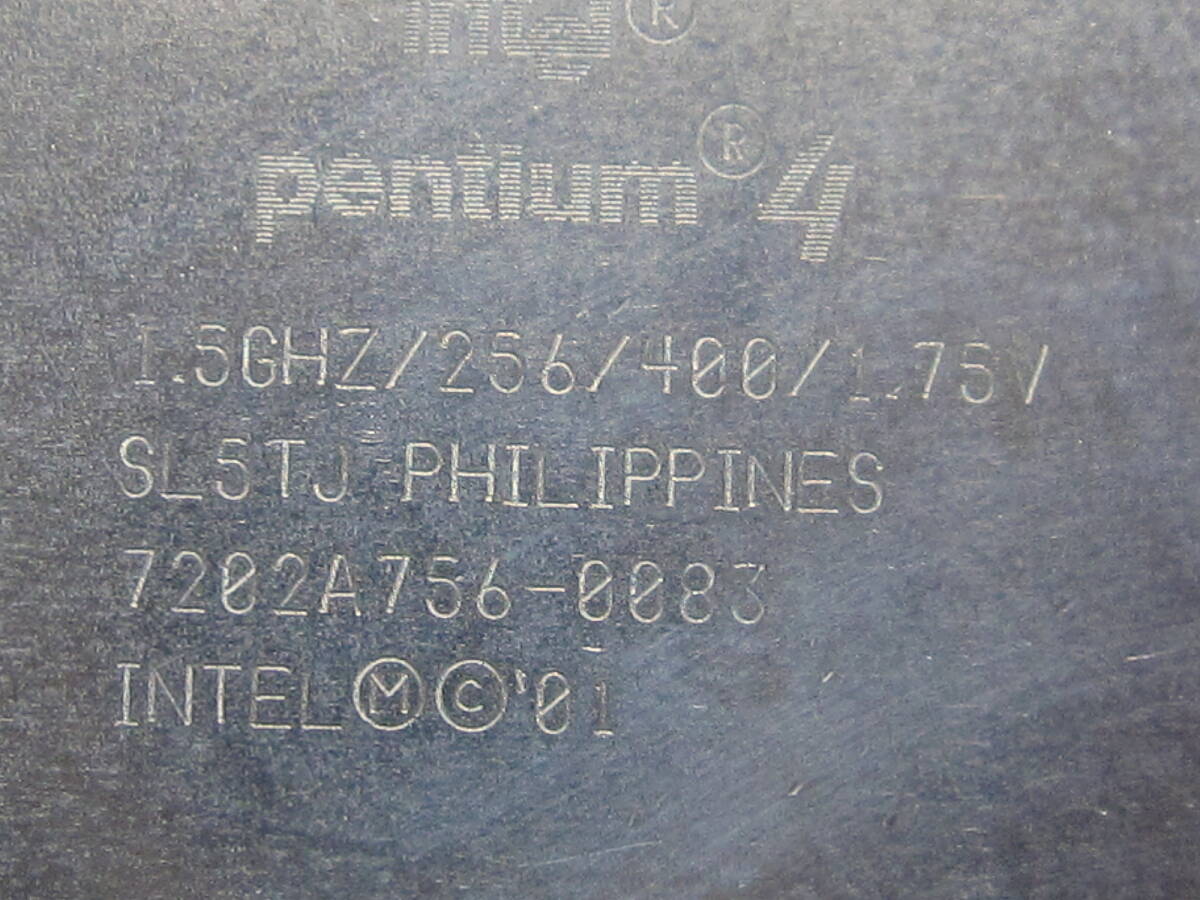 intel®
pentium® 4
1.5GHZ/256/400/1.75V
SL5TJ PHILIPPINES
7202A756-0083
INTEL Ⓜ © '01